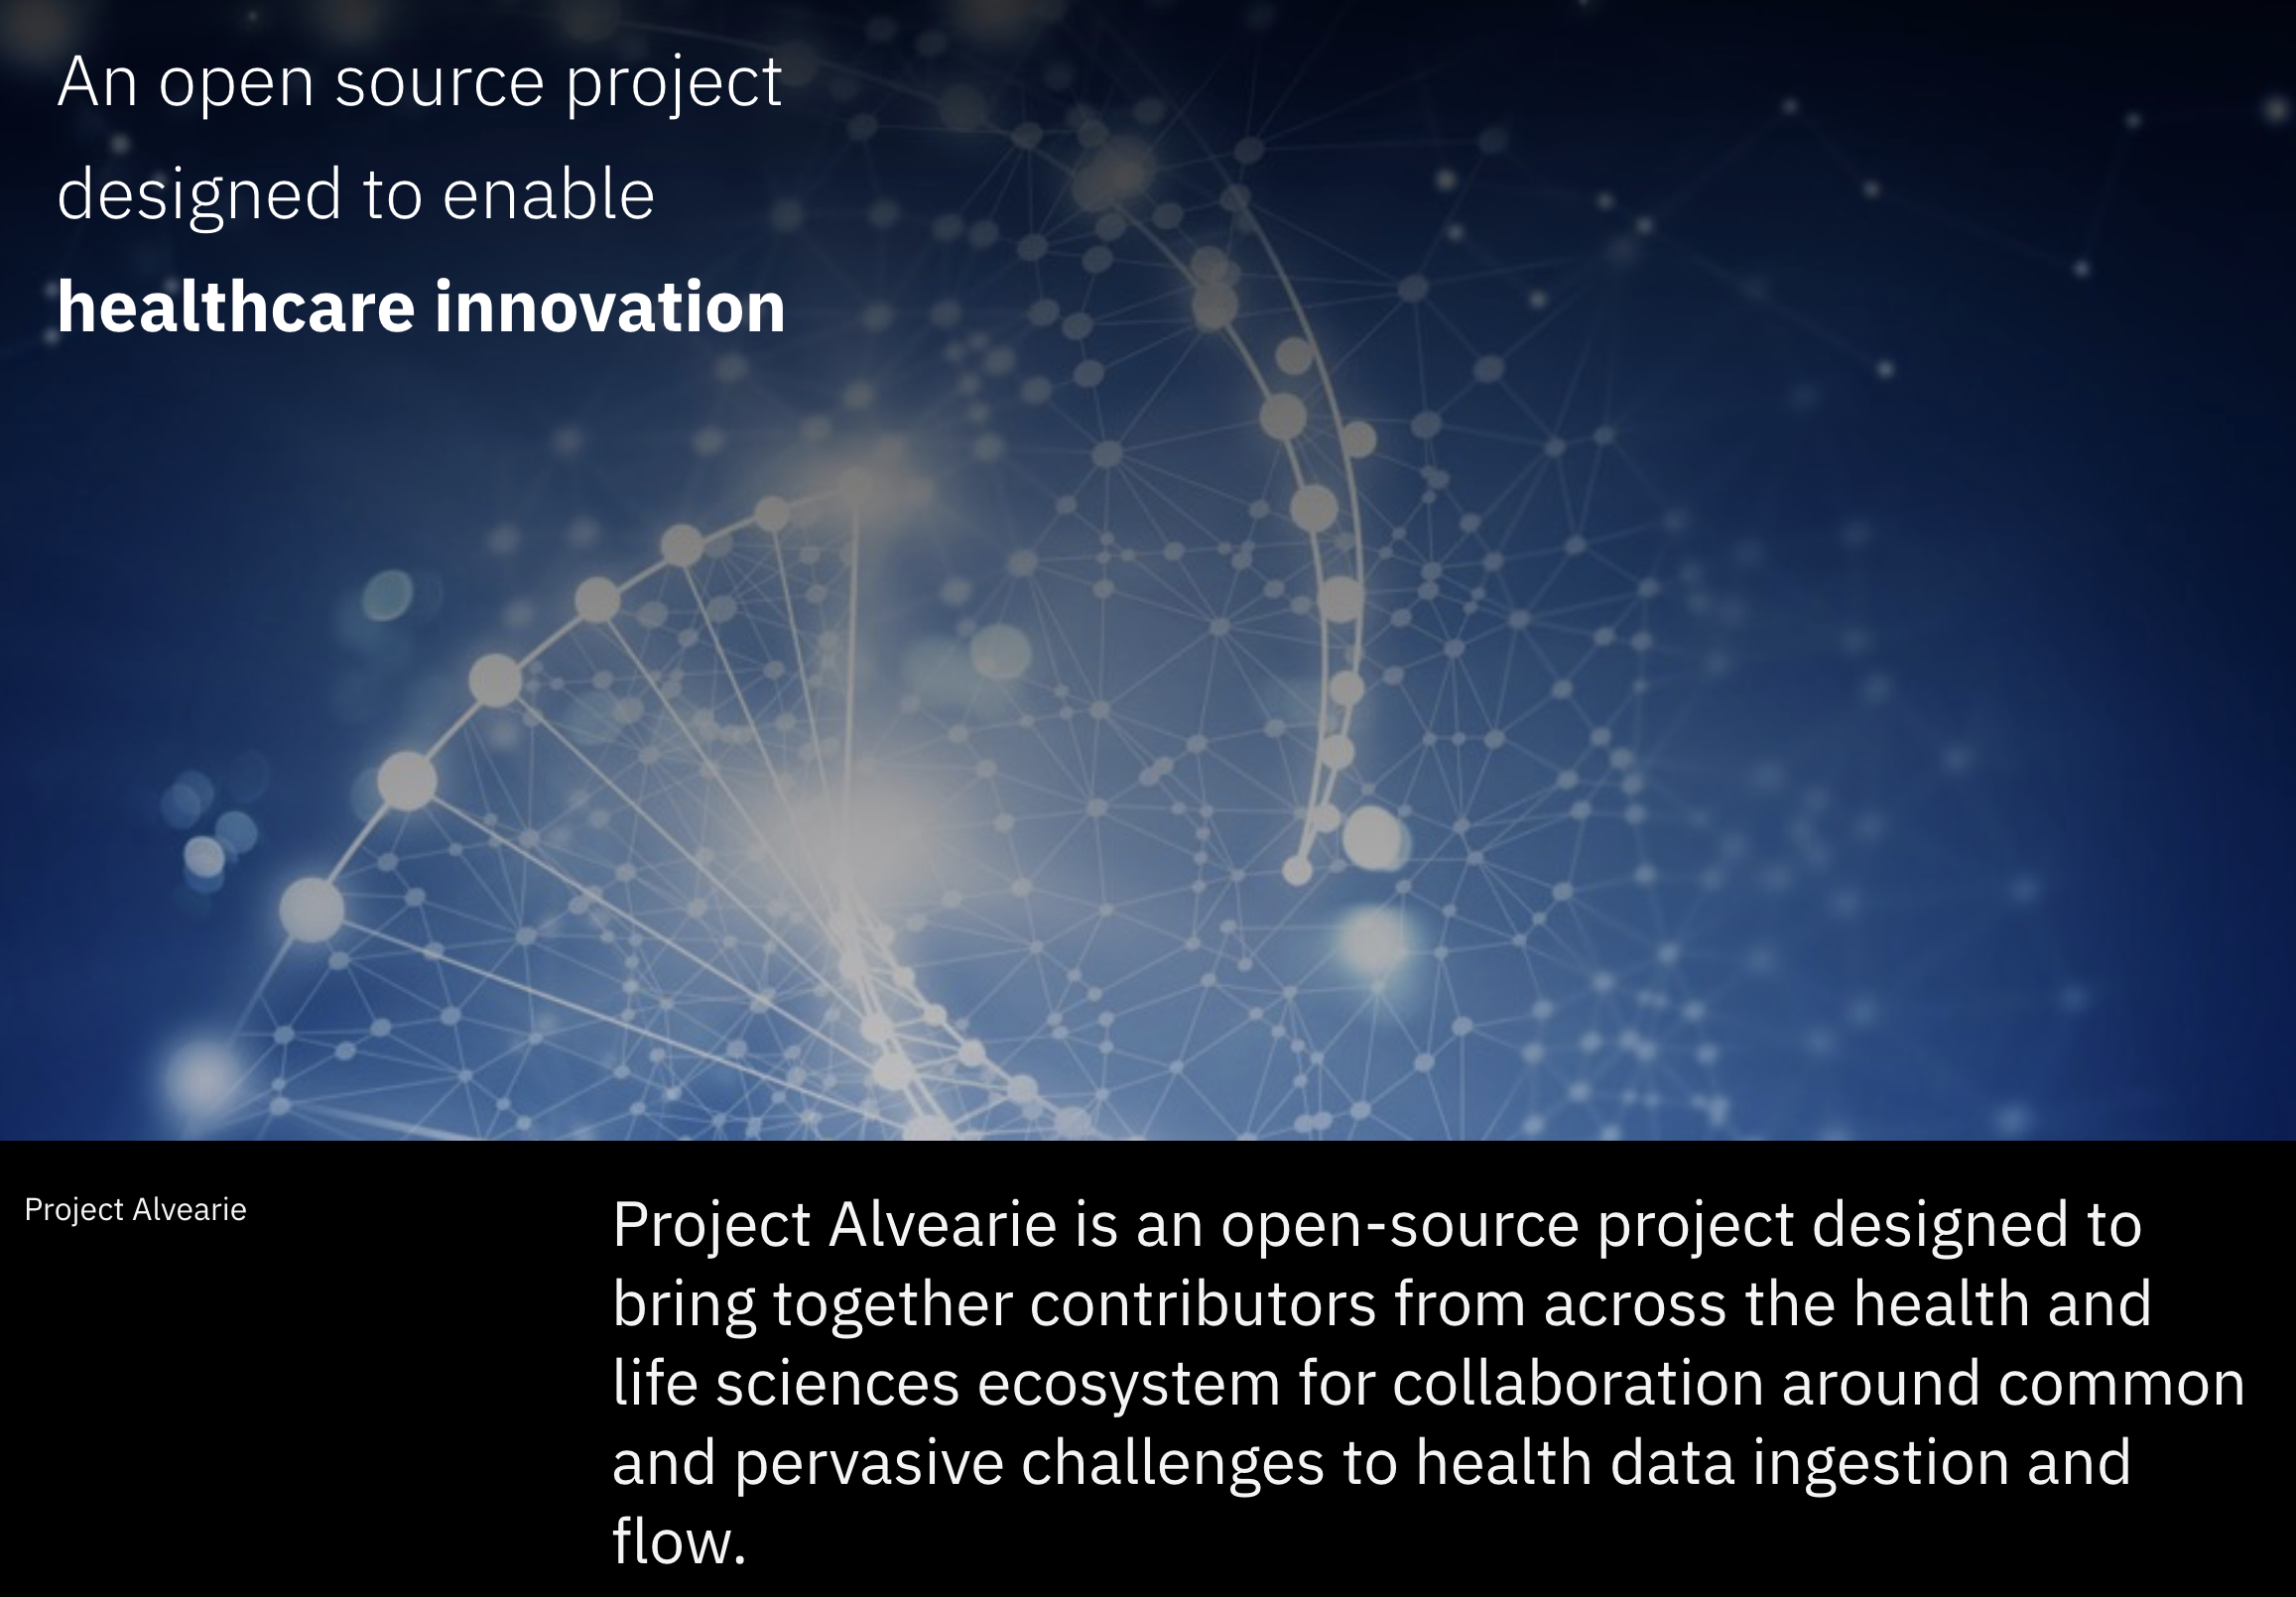 An open source project
designed to enable
healthcare innovation
Project Alvearie
Project Alvearie is an open-source project designed to
bring together contributors from across the health and
life sciences ecosystem for collaboration around common
and pervasive challenges to health data ingestion and
flow.